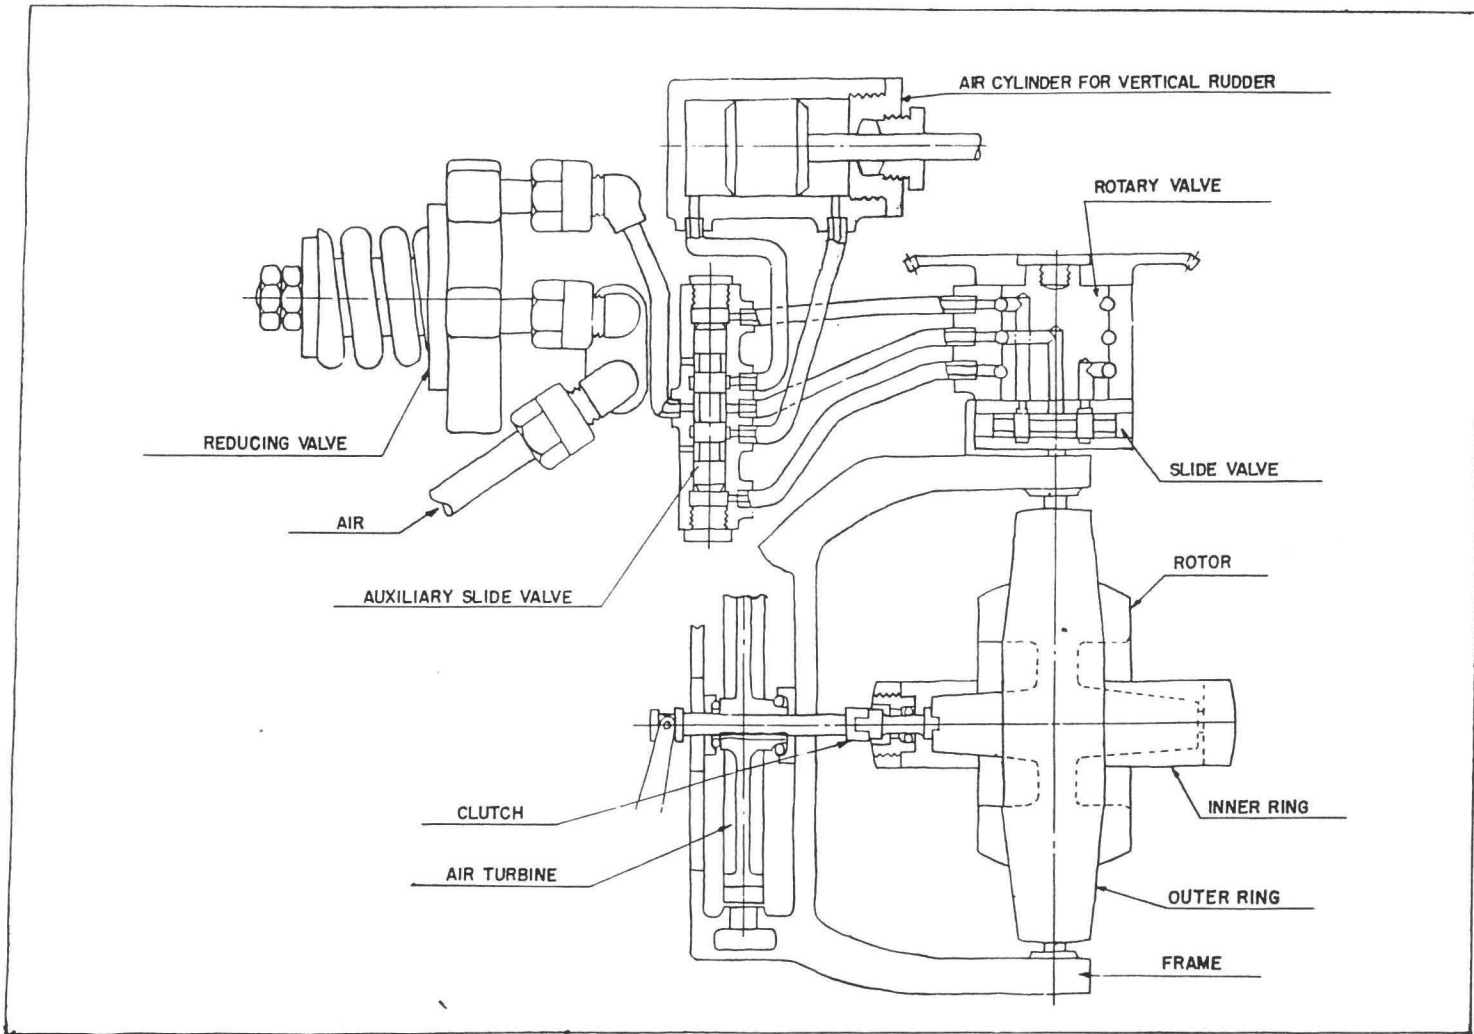 AIR CYLINDER FOR VERTICAL RUDDER
ROTARY VALVE
REDUCING VALVE
SLIDE VALVE
AIR
ROTOR
AUXILIARY SLIDE VALVE
CLUTCH
INNER RING
AIR TURBINE
OUTER RING
FRAME